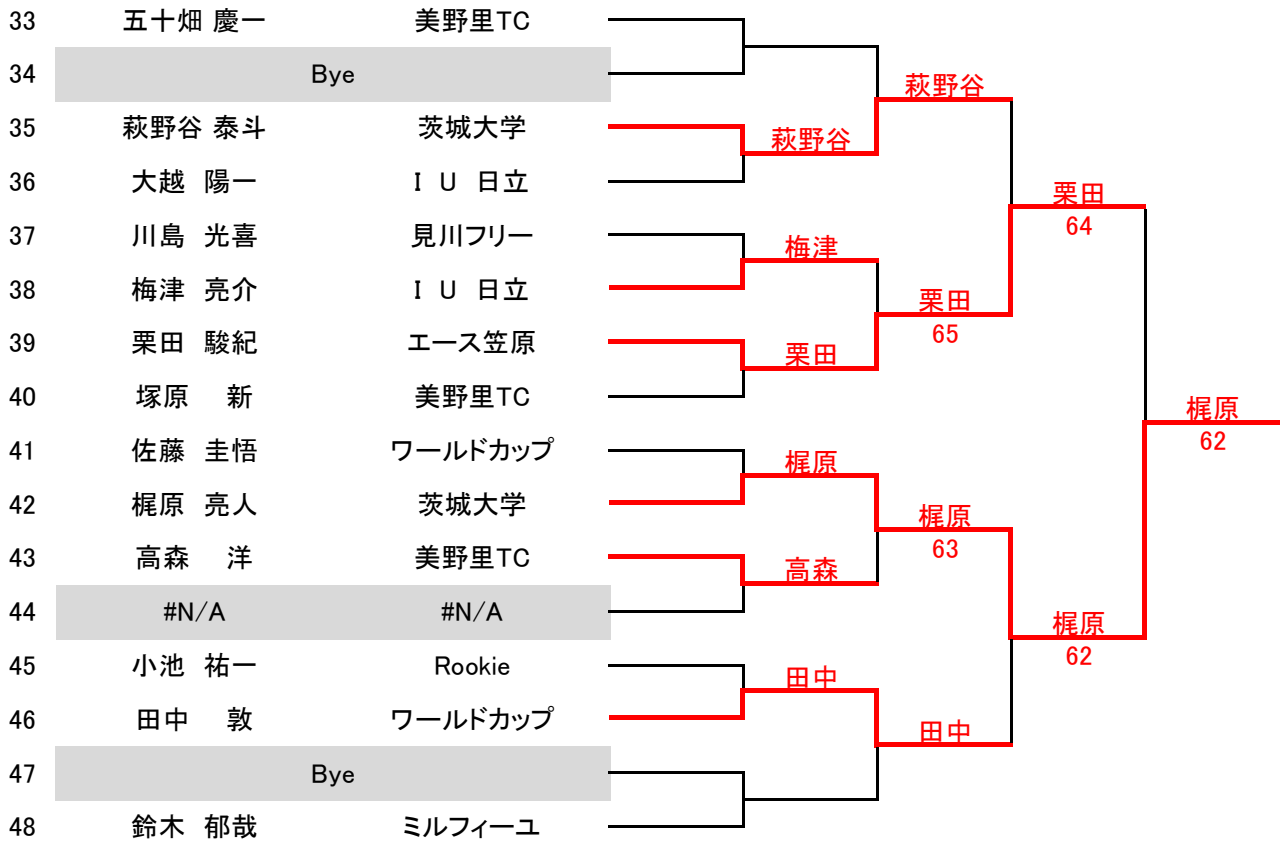 33 五十畑 慶一 美野里TC
34 Bye
萩野谷
35 萩野谷 泰斗 茨城大学
萩野谷
36 大越 陽一 I U 日立
栗田
64
37 川島 光喜 見川フリー
梅津
38 梅津 亮介 I U 日立
栗田
65
39 栗田 駿紀 エース笠原
栗田
40 塚原 新 美野里TC
梶原
62
41 佐藤 圭悟 ワールドカップ
梶原
42 梶原 亮人 茨城大学
梶原
63
43 高森 洋 美野里TC
高森
44 #N/A #N/A
梶原
62
45 小池 祐一 Rookie
田中
46 田中 敦 ワールドカップ
田中
47 Bye
48 鈴木 郁哉 ミルフィーユ